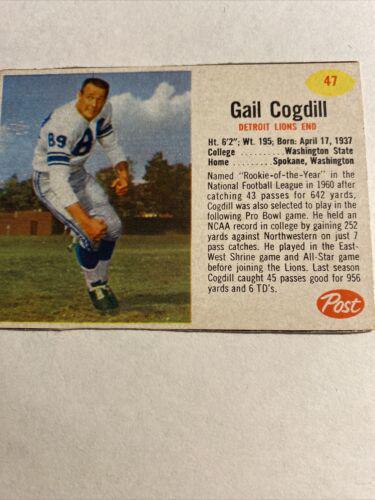 47
Gail Cogdill
DETROIT LIONS END
Ht. 6'2"; Wt. 195; Born: April 17, 1937
College ..........Washington State
Home ..........Spokane, Washington
Named "Rookie-of-the-Year" in the
National Football League in 1960 after
catching 43 passes for 642 yards,
Cogdill was also selected to play in the
following Pro Bowl game. He held an
NCAA record in college by gaining 252
yards against Northwestern on just 7
pass catches. He played in the East-
West Shrine game and All-Star game
before joining the Lions. Last season
Cogdill caught 45 passes good for 956
yards and 6 TD's.
Post
89